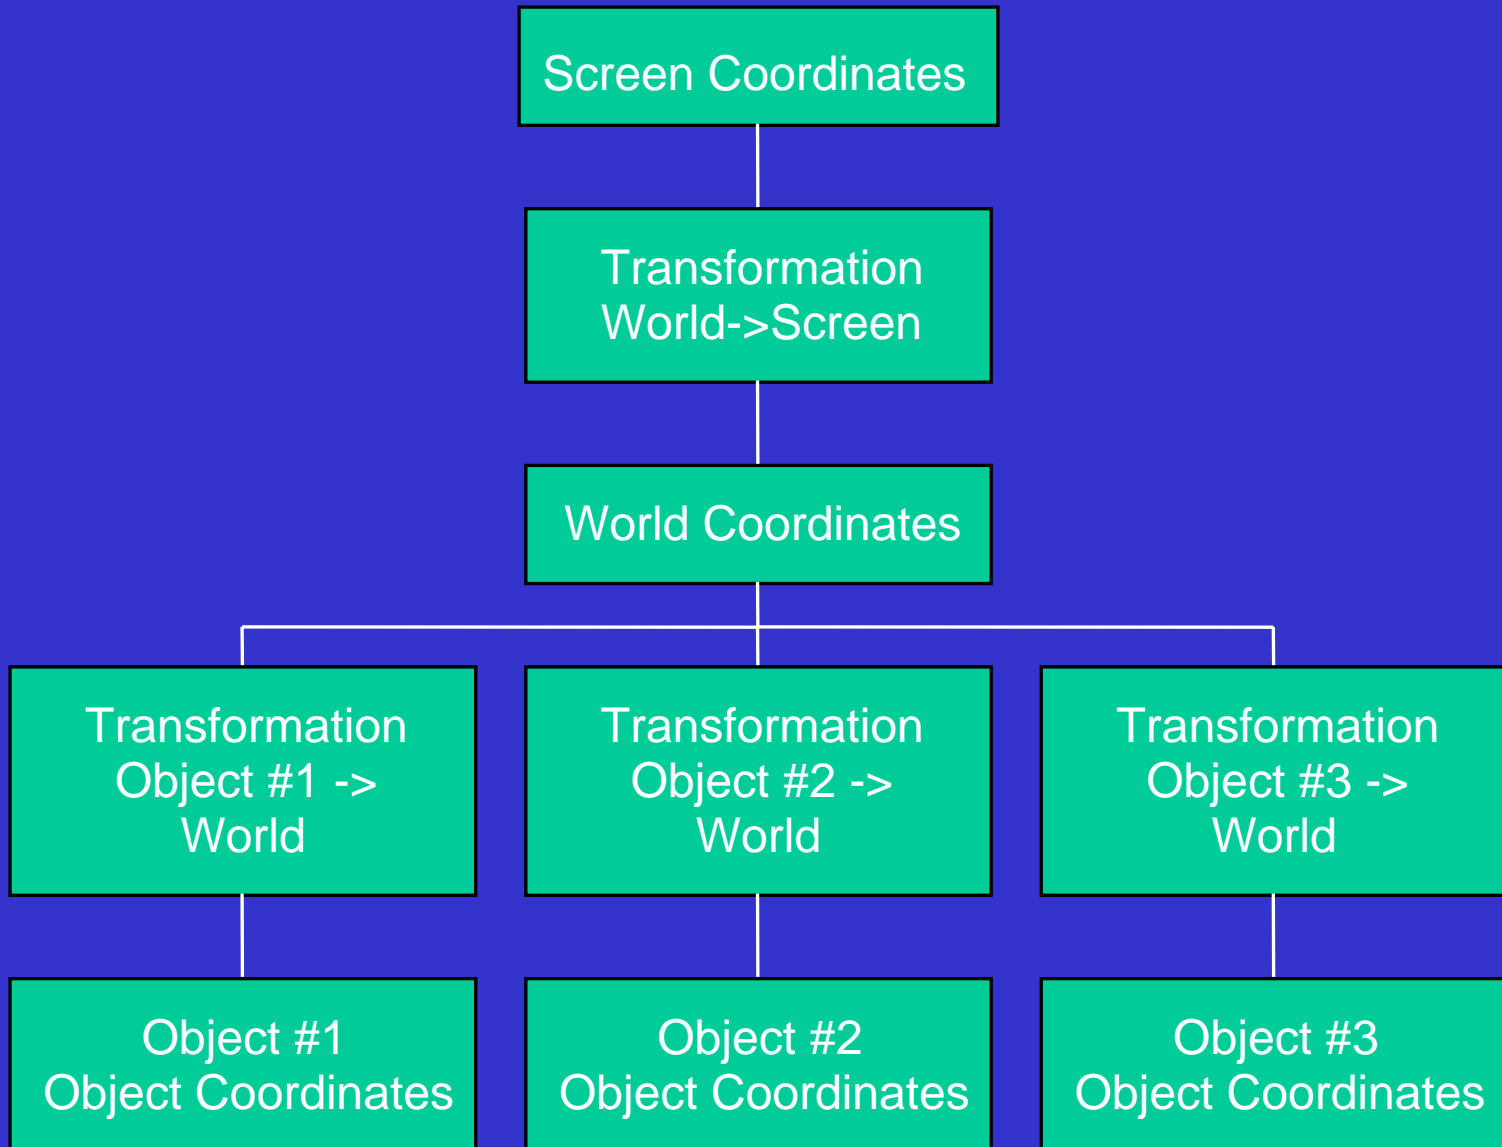 Screen Coordinates
Transformation
World->Screen
World Coordinates
Transformation
Object #1 ->
World
Transformation
Object #2 ->
World
Transformation
Object #3 ->
World
Object #1
Object Coordinates
Object #2
Object Coordinates
Object #3
Object Coordinates